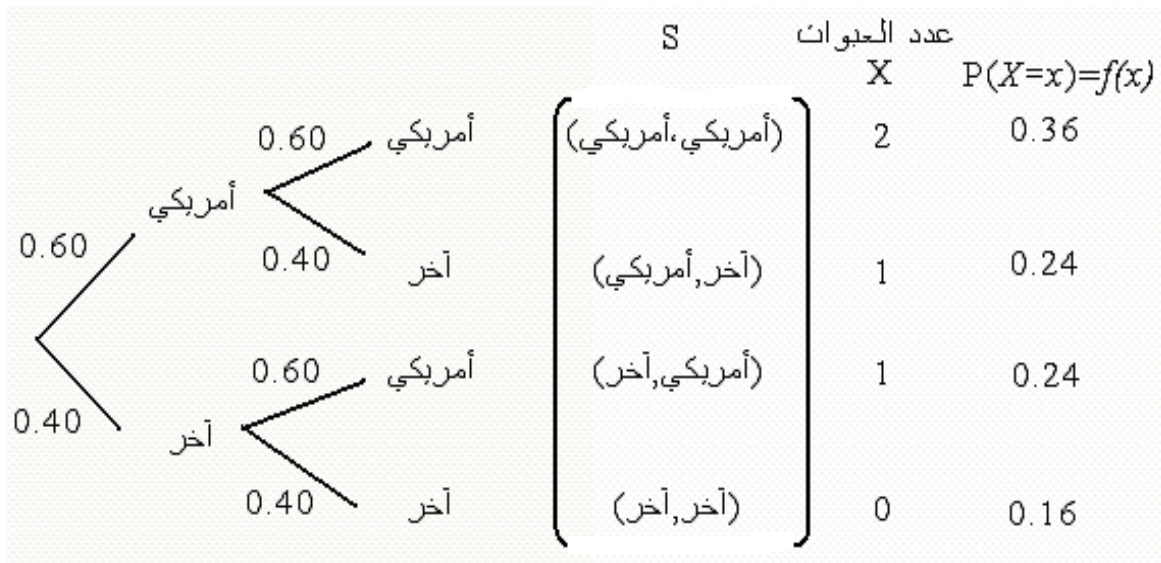 S عدد العبوات
X P(X=x)=f(x)
0.60 أمريكي (أمريكي،أمريكي) 2 0.36
أمريكي
0.60
0.40 آخر (آخر,أمريكي) 1 0.24
0.60 أمريكي (أمريكي,آخر) 1 0.24
0.40
آخر
0.40 آخر (آخر,آخر) 0 0.16